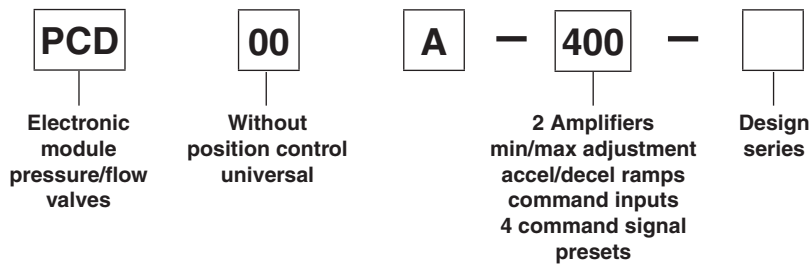 PCD 00 A – 400 –
Electronic
module
pressure/flow
valves
Without
position control
universal
2 Amplifiers
min/max adjustment
accel/decel ramps
command inputs
4 command signal
presets
Design
series